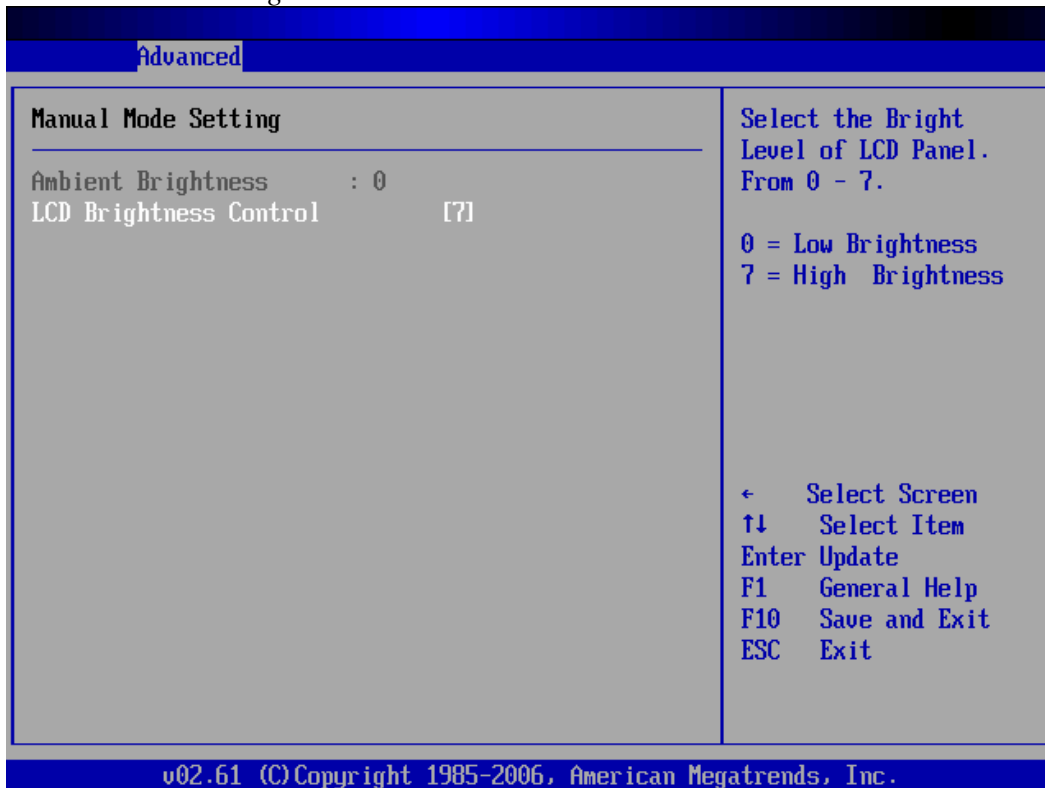 Advanced
Manual Mode Setting
Ambient Brightness : 0
LCD Brightness Control [7]
Select the Bright
Level of LCD Panel.
From 0 - 7.
0 = Low Brightness
7 = High Brightness
← Select Screen
↑↓ Select Item
Enter Update
F1 General Help
F10 Save and Exit
ESC Exit
v02.61 (C)Copyright 1985-2006, American Megatrends, Inc.